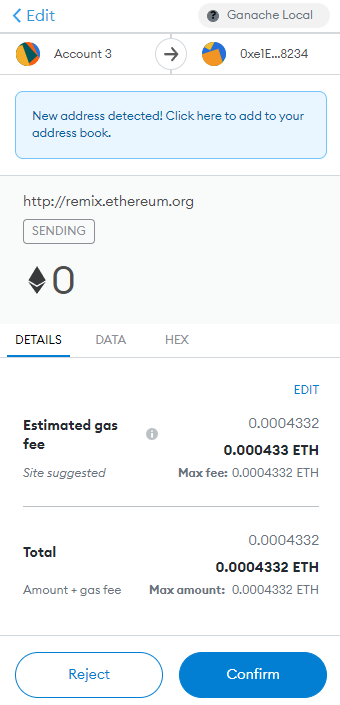 Edit
Ganache Local
Account 3
0xe1E...8234
New address detected! Click here to add to your
address book.
http://remix.ethereum.org
SENDING
0
DETAILS DATA HEX
EDIT
Estimated gas
fee
0.0004332
0.000433 ETH
Site suggested
Max fee: 0.0004332 ETH
Total
0.0004332
0.0004332 ETH
Amount + gas fee
Max amount: 0.0004332 ETH
Reject
Confirm